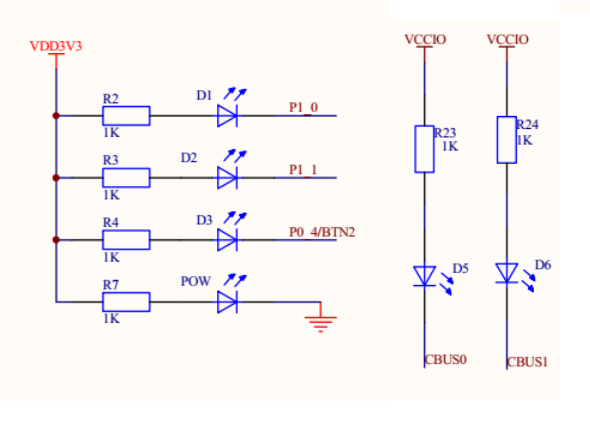 VDD3V3
R2
1K
D1
P1_0
R3
1K
D2
P1_1
R4
1K
D3
P0_4/BTN2
R7
1K
POW
VCCIO
R23
1K
D5
CBUS0
VCCIO
R24
1K
D6
CBUS1